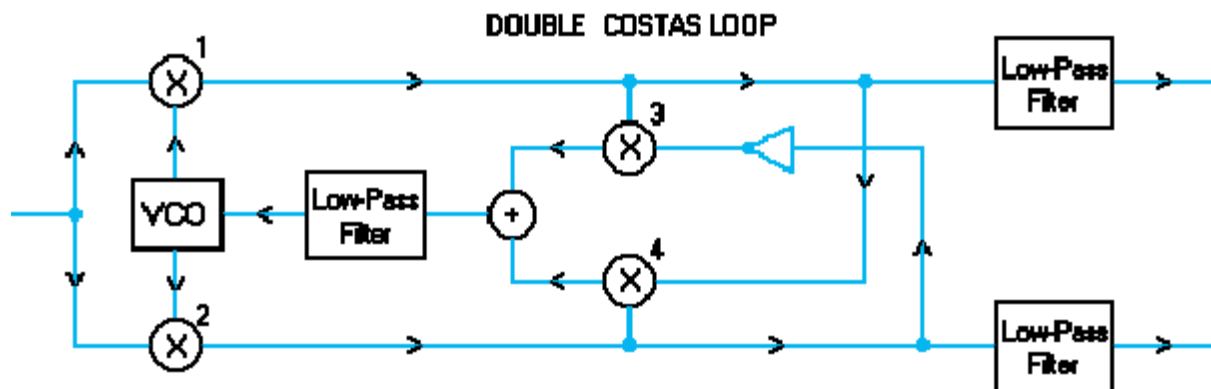 DOUBLE COSTAS LOOP
1
Low-Pass
Filter
3
VCO
Low-Pass
Filter
+
4
2
Low-Pass
Filter